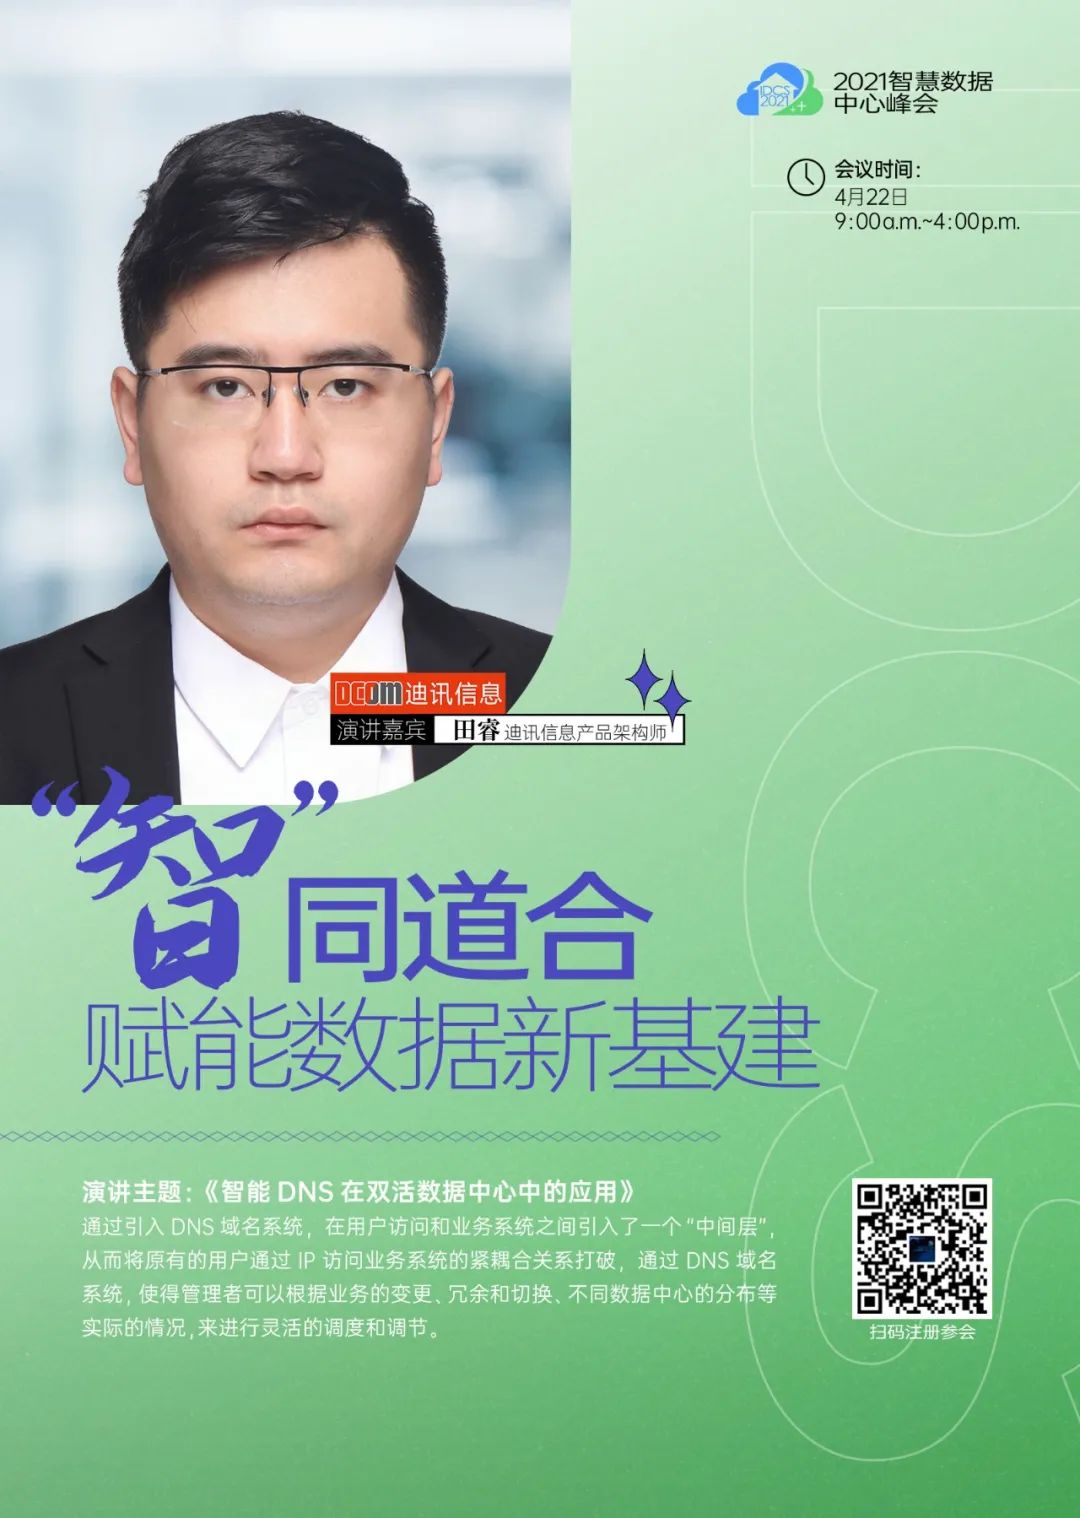 IDCS
2021
2021智慧数据
中心峰会
会议时间：
4月22日
9:00a.m.~4:00p.m.
DCOM迪讯信息
演讲嘉宾 田睿 迪讯信息产品架构师
“智”同道合
赋能数据新基建
演讲主题：《智能 DNS 在双活数据中心中的应用》
通过引入 DNS 域名系统，在用户访问和业务系统之间引入了一个“中间层”，
从而将原有的用户通过 IP 访问业务系统的紧耦合关系打破，通过 DNS 域名
系统，使得管理者可以根据业务的变更、冗余和切换、不同数据中心的分布等
实际的情况，来进行灵活的调度和调节。
扫码注册参会
IDCS